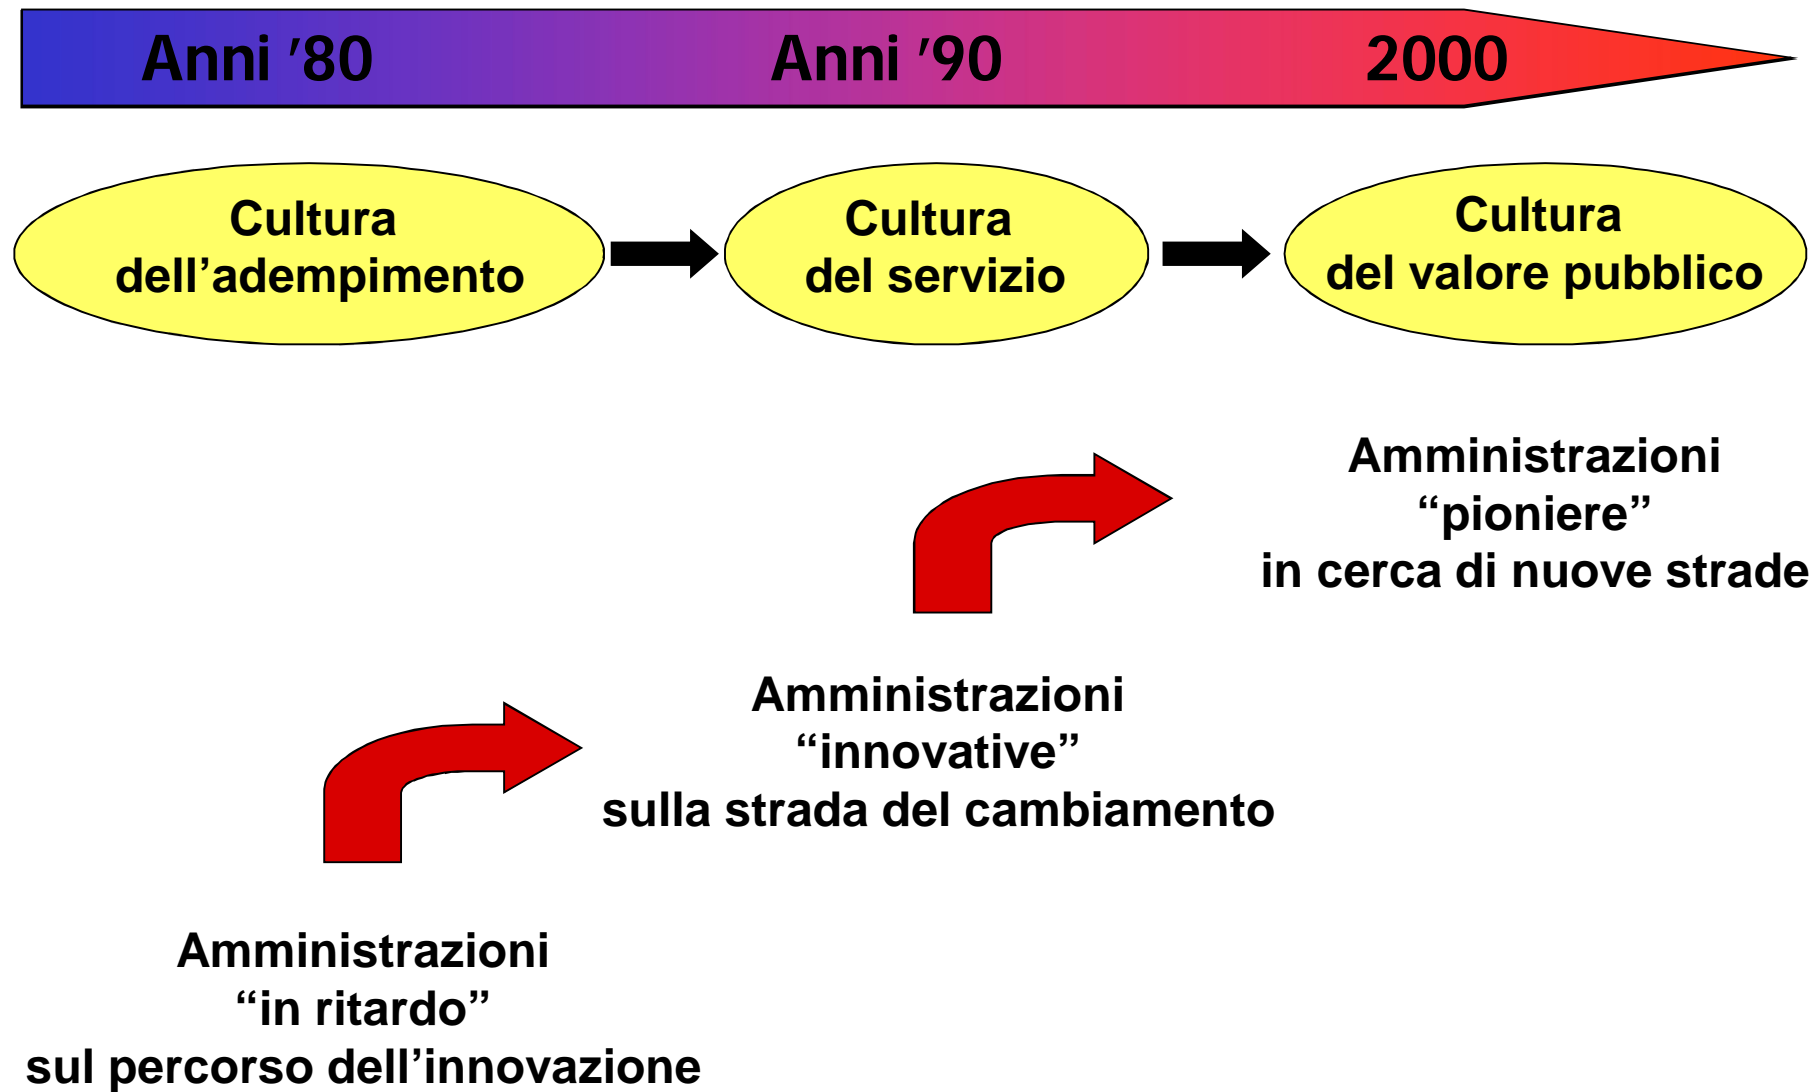 Anni ’80 Anni ’90 2000
Cultura
dell’adempimento
Cultura
del servizio
Cultura
del valore pubblico
Amministrazioni
“pioniere”
in cerca di nuove strade
Amministrazioni
“innovative”
sulla strada del cambiamento
Amministrazioni
“in ritardo”
sul percorso dell’innovazione